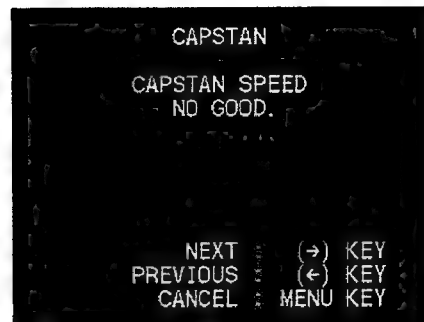 CAPSTAN
CAPSTAN SPEED
NO GOOD.
NEXT : (→) KEY
PREVIOUS : (←) KEY
CANCEL : MENU KEY